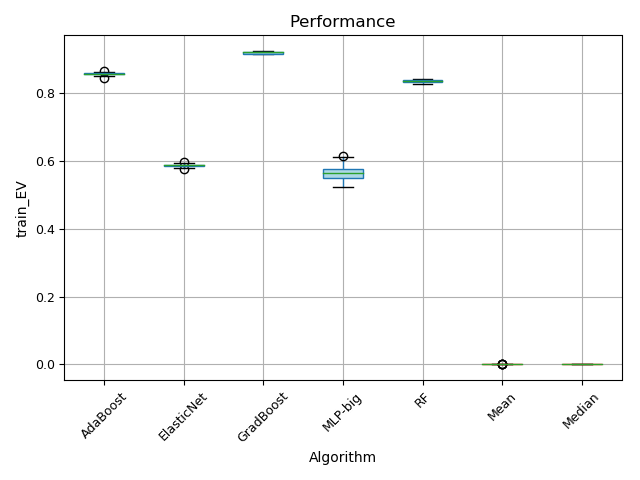 Performance
train_EV
0.8
0.6
0.4
0.2
0.0
AdaBoost
ElasticNet
GradBoost
MLP-big
RF
Mean
Median
Algorithm